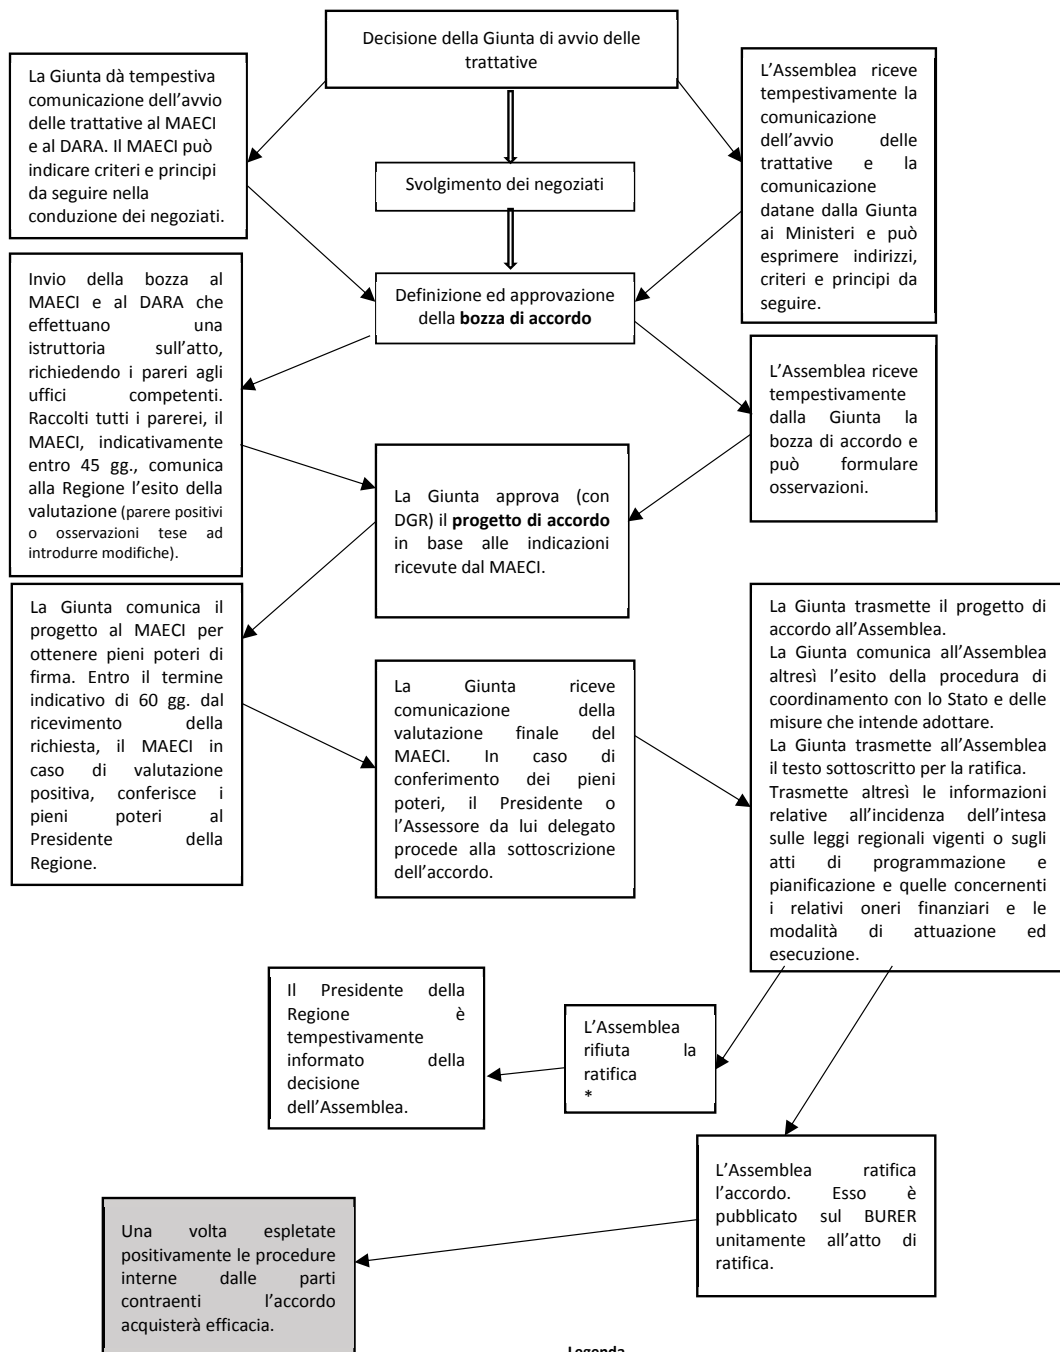 Decisione della Giunta di avvio delle
trattative
La Giunta dà tempestiva
comunicazione dell'avvio
delle trattative al MAECI
e al DARA. Il MAECI può
indicare criteri e principi
da seguire nella
conduzione dei negoziati.
L'Assemblea riceve
tempestivamente la
comunicazione
dell'avvio delle
trattative e la
comunicazione
datane dalla Giunta
ai Ministeri e può
esprimere indirizzi,
criteri e principi da
seguire.
Svolgimento dei negoziati
Definizione ed approvazione
della bozza di accordo
Invio della bozza al
MAECI e al DARA che
effettuano una
istruttoria sull'atto,
richiedendo i pareri agli
uffici competenti.
Raccolti tutti i parerei, il
MAECI, indicativamente
entro 45 gg., comunica
alla Regione l'esito della
valutazione (parere positivi
o osservazioni tese ad
introdurre modifiche).
L'Assemblea riceve
tempestivamente
dalla Giunta la
bozza di accordo e
può formulare
osservazioni.
La Giunta approva (con
DGR) il progetto di accordo
in base alle indicazioni
ricevute dal MAECI.
La Giunta comunica il
progetto al MAECI per
ottenere pieni poteri di
firma. Entro il termine
indicativo di 60 gg. dal
ricevimento della
richiesta, il MAECI in
caso di valutazione
positiva, conferisce i
pieni poteri al
Presidente della
Regione.
La Giunta riceve
comunicazione della
valutazione finale del
MAECI. In caso di
conferimento dei pieni
poteri, il Presidente o
l'Assessore da lui delegato
procede alla sottoscrizione
dell'accordo.
La Giunta trasmette il progetto di
accordo all'Assemblea.
La Giunta comunica all'Assemblea
altresì l'esito della procedura di
coordinamento con lo Stato e delle
misure che intende adottare.
La Giunta trasmette all'Assemblea
il testo sottoscritto per la ratifica.
Trasmette altresì le informazioni
relative all'incidenza dell'intesa
sulle leggi regionali vigenti o sugli
atti di programmazione e
pianificazione e quelle concernenti
i relativi oneri finanziari e le
modalità di attuazione ed
esecuzione.
Il Presidente della
Regione è
tempestivamente
informato della
decisione
dell'Assemblea.
L'Assemblea
rifiuta la
ratifica
*
L'Assemblea ratifica
l'accordo. Esso è
pubblicato sul BURER
unitamente all'atto di
ratifica.
Una volta espletate
positivamente le procedure
interne dalle parti
contraenti l'accordo
acquisterà efficacia.
Legenda